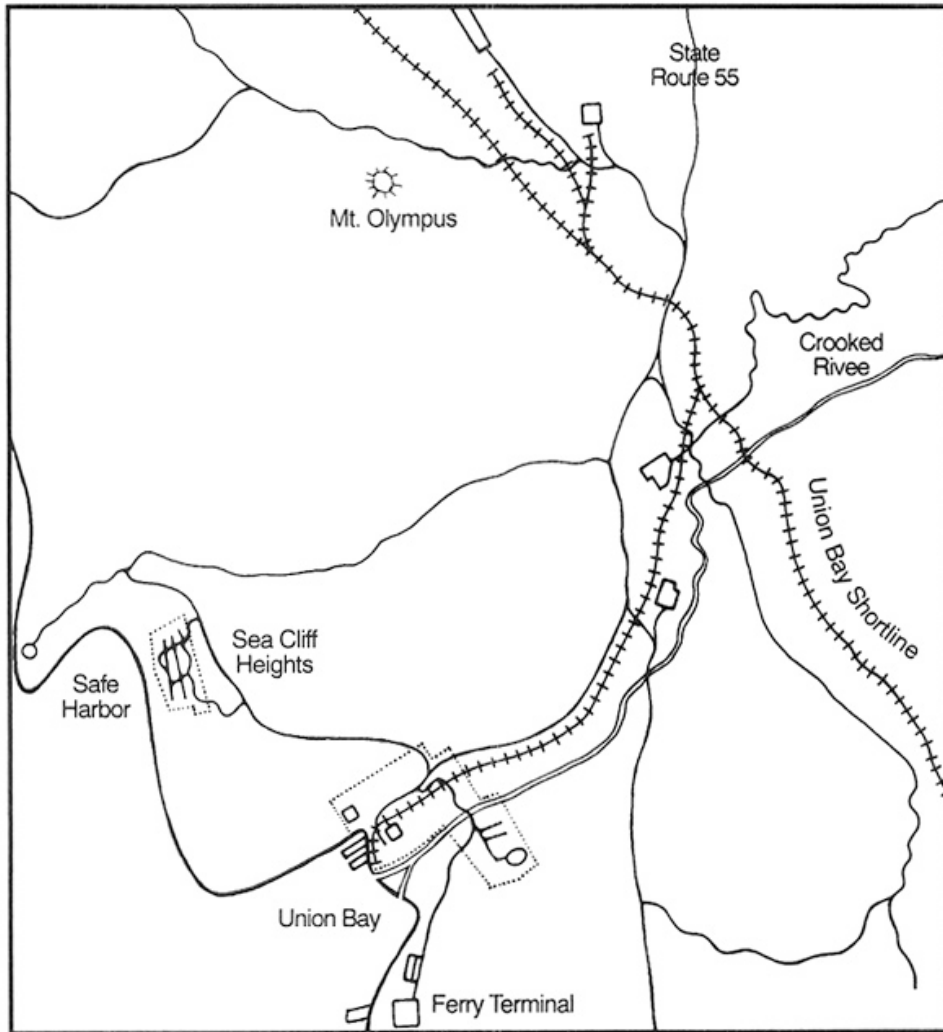 State
Route 55
Mt. Olympus
Crooked
Rivee
Union Bay Shortline
Sea Cliff
Heights
Safe
Harbor
Union Bay
Ferry Terminal